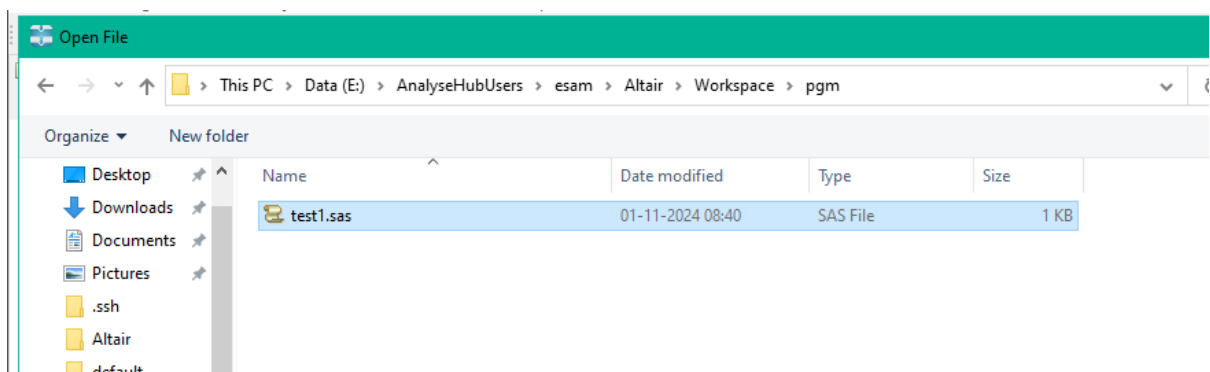 Open File
This PC > Data (E:) > AnalyseHubUsers > esam > Altair > Workspace > pgm
Organize New folder
Name Date modified Type Size
test1.sas 01-11-2024 08:40 SAS File 1 KB
Desktop
Downloads
Documents
Pictures
.ssh
Altair
default